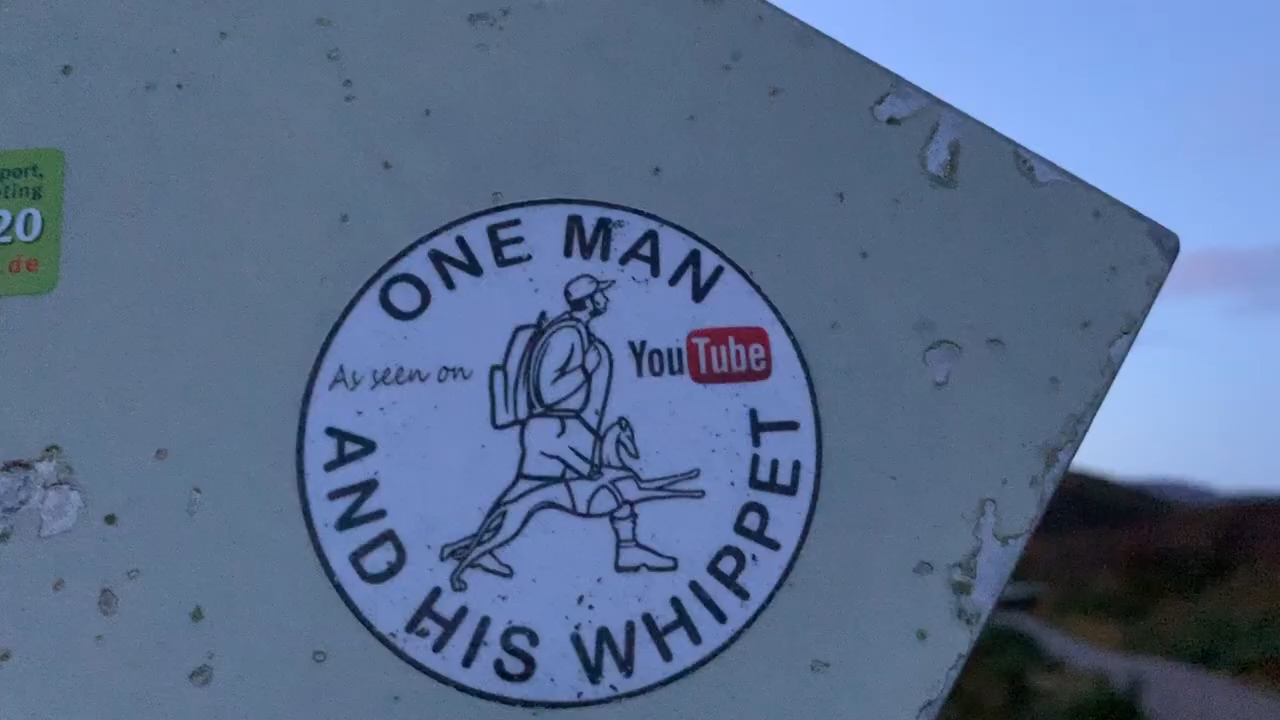 port,
ting
20
de
ONE MAN
As seen on
YouTube
AND HIS WHIPPET